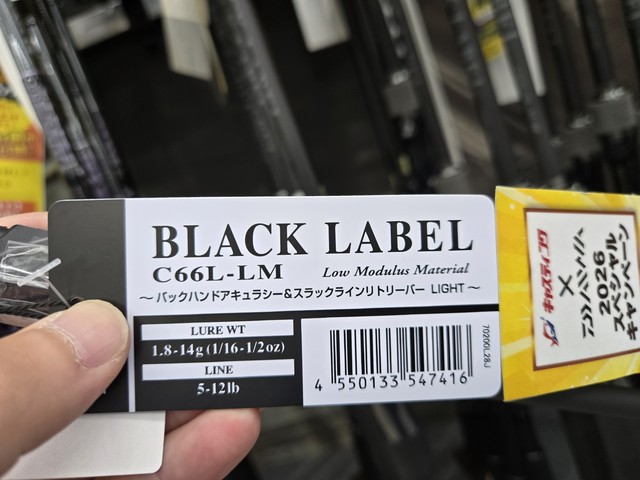 BLACK LABEL
C66L-LM Low Modulus Material
～バックハンドアキュラシー&スラックラインリトリーバー LIGHT～
LURE WT
1.8-14g (1/16-1/2oz)
LINE
5-12lb
4 550133 547416
70200L28J
×
2026
スペシャル
キャンペーン